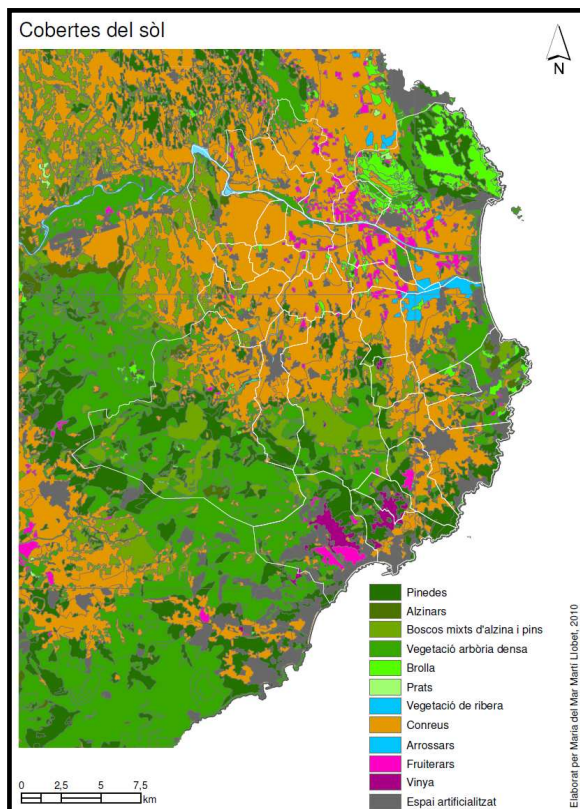 Cobertes del sòl
N
Pinedes
Alzinars
Boscos mixts d'alzina i pins
Vegetació arbòria densa
Brolla
Prats
Vegetació de ribera
Conreus
Arrossars
Fruiterars
Vinya
Espai artificialitzat
0 2,5 5 7,5
km
Elaborat per Maria del Mar Martí Llobet, 2010